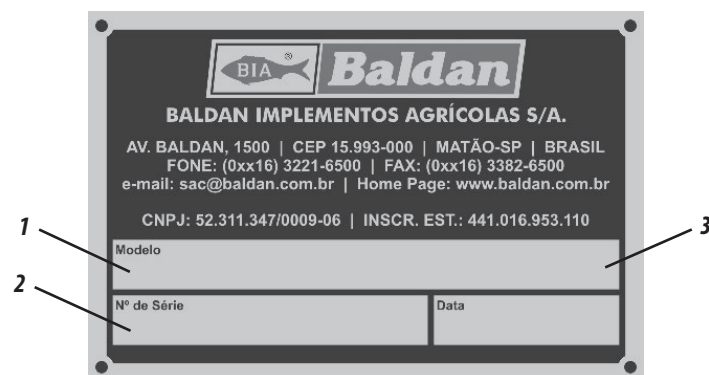 BIA ® Baldan
BALDAN IMPLEMENTOS AGRÍCOLAS S/A.
AV. BALDAN, 1500 | CEP 15.993-000 | MATÃO-SP | BRASIL
FONE: (0xx16) 3221-6500 | FAX: (0xx16) 3382-6500
e-mail: sac@baldan.com.br | Home Page: www.baldan.com.br
CNPJ: 52.311.347/0009-06 | INSCR. EST.: 441.016.953.110
1
3
Modelo
2
Nº de Série
Data